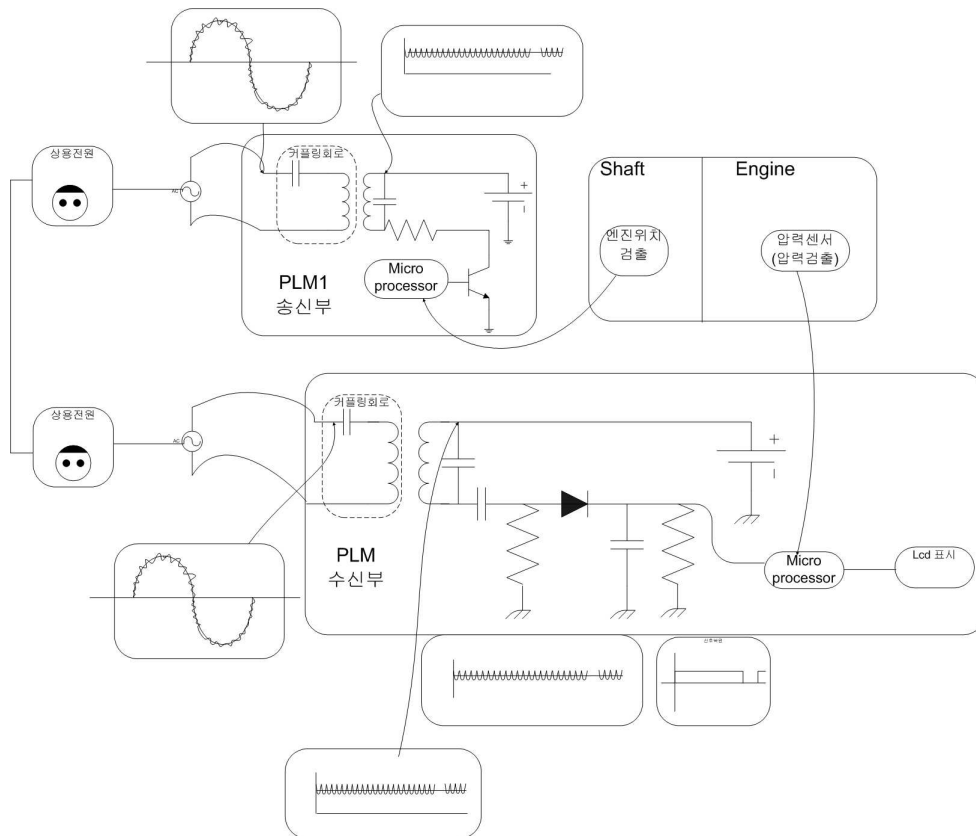 상용전원
AC
커플링회로
+
PLM1
송신부
Micro
processor
Shaft
Engine
엔진위치
검출
압력센서
(압력검출)
상용전원
AC
커플링회로
+
PLM
수신부
Micro
processor
Lcd 표시